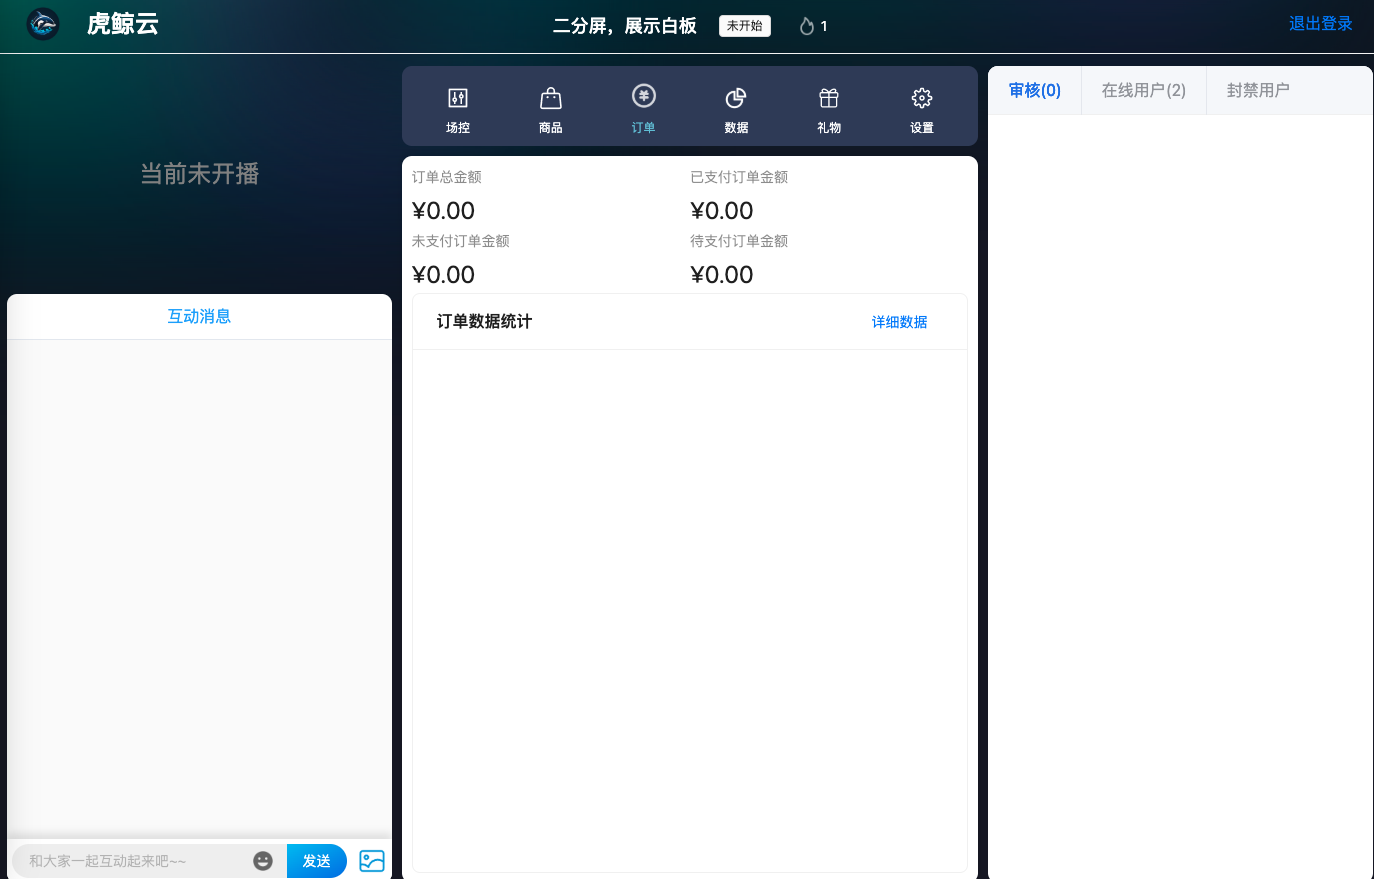 虎鲸云
二分屏，展示白板
未开始
1
退出登录
当前未开播
场控
商品
订单
数据
礼物
设置
订单总金额
已支付订单金额
¥0.00
¥0.00
未支付订单金额
待支付订单金额
¥0.00
¥0.00
订单数据统计
详细数据
审核(0)
在线用户(2)
封禁用户
互动消息
和大家一起互动起来吧~~
发送